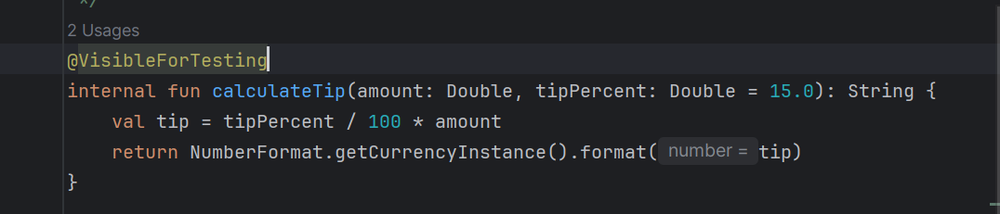 */
2 Usages
@VisibleForTesting
internal fun calculateTip(amount: Double, tipPercent: Double = 15.0): String {
    val tip = tipPercent / 100 * amount
    return NumberFormat.getCurrencyInstance().format( number = tip)
}